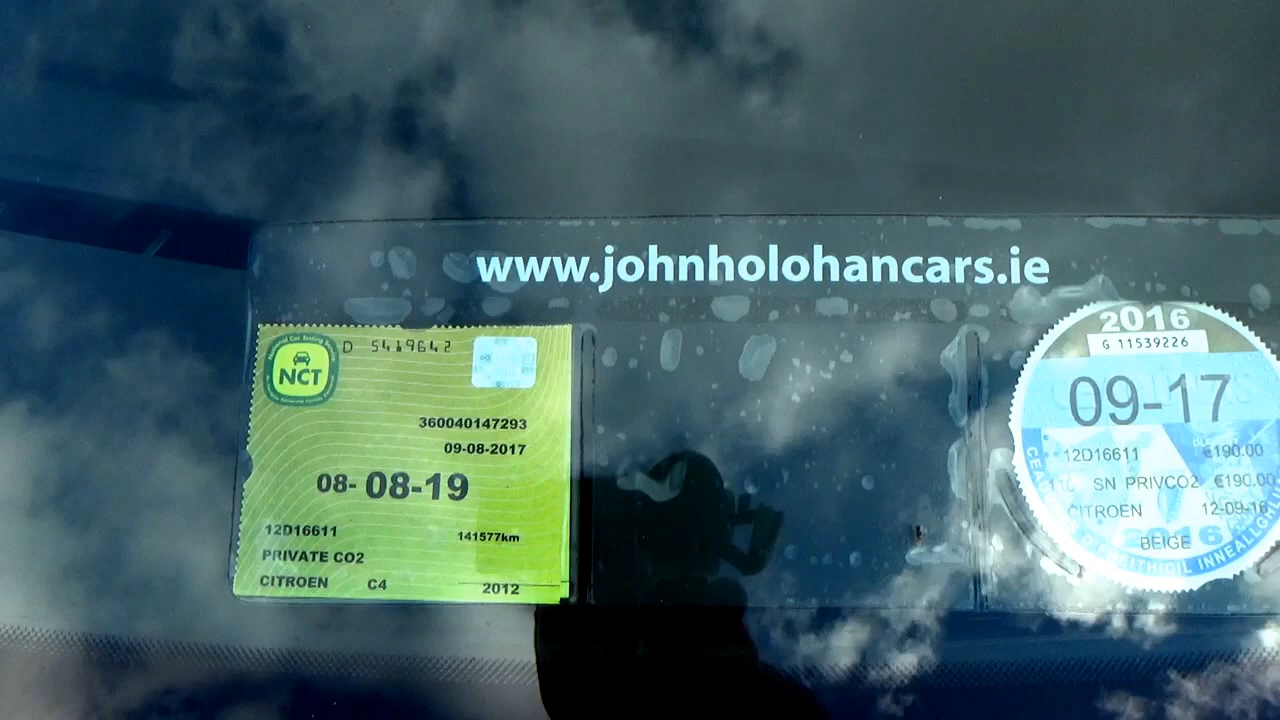 www.johnholohancars.ie
NCT
D 5419642
360040147293
09-08-2017
08-08-19
12D16611
141577km
PRIVATE CO2
CITROEN C4 2012
2016
G 11539226
09-17
12D16611 €190.00
SN PRIVCO2 €190.00
CITROEN 12-09-16
BEIGE
2016